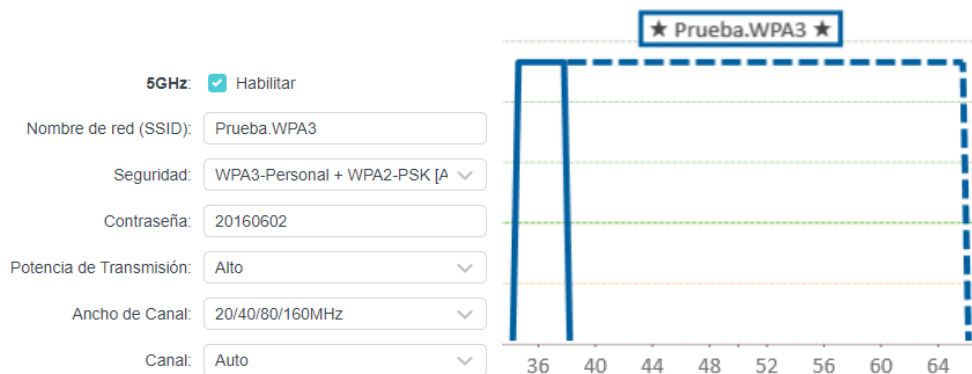 ★ Prueba.WPA3 ★
5GHz: Habilitar
Nombre de red (SSID): Prueba.WPA3
Seguridad: WPA3-Personal + WPA2-PSK [A
Contraseña: 20160602
Potencia de Transmisión: Alto
Ancho de Canal: 20/40/80/160MHz
Canal: Auto
36 40 44 48 52 56 60 64